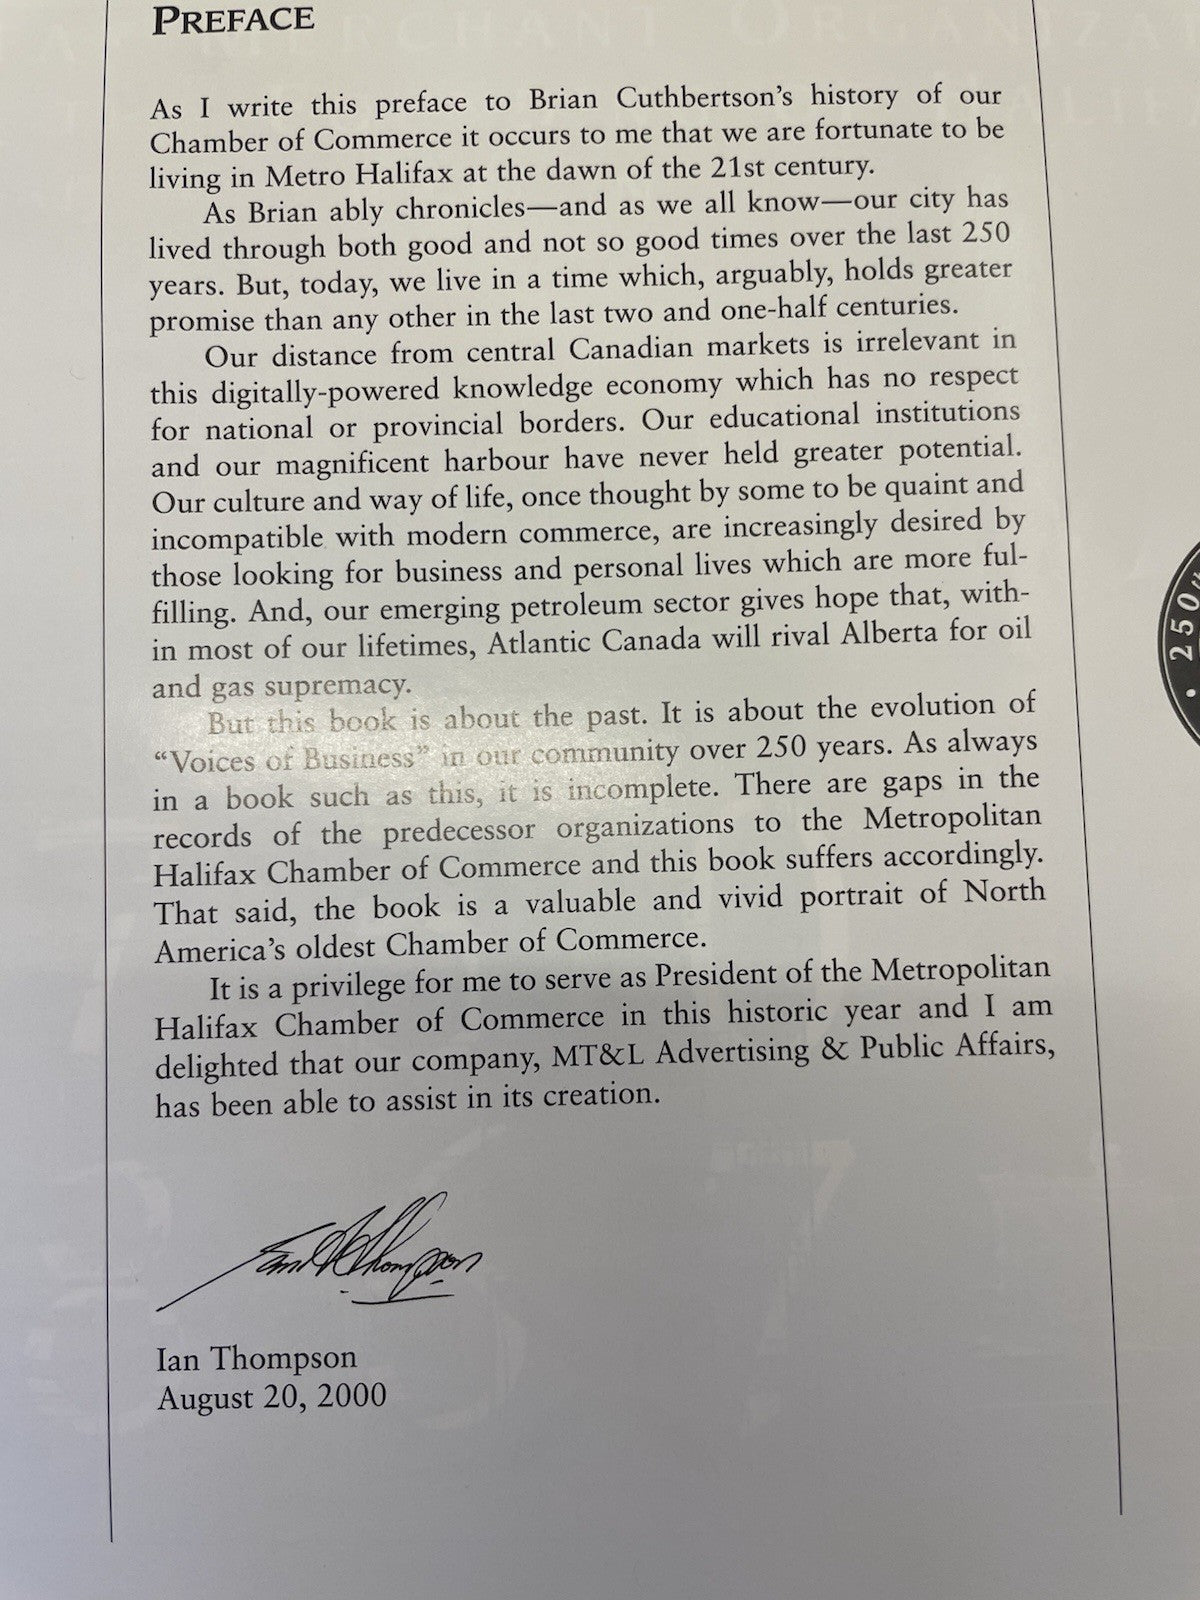 PREFACE
As I write this preface to Brian Cuthbertson's history of our
Chamber of Commerce it occurs to me that we are fortunate to be
living in Metro Halifax at the dawn of the 21st century.
As Brian ably chronicles—and as we all know—our city has
lived through both good and not so good times over the last 250
years. But, today, we live in a time which, arguably, holds greater
promise than any other in the last two and one-half centuries.
Our distance from central Canadian markets is irrelevant in
this digitally-powered knowledge economy which has no respect
for national or provincial borders. Our educational institutions
and our magnificent harbour have never held greater potential.
Our culture and way of life, once thought by some to be quaint and
incompatible with modern commerce, are increasingly desired by
those looking for business and personal lives which are more ful-
filling. And, our emerging petroleum sector gives hope that, with-
in most of our lifetimes, Atlantic Canada will rival Alberta for oil
and gas supremacy.
But this book is about the past. It is about the evolution of
“Voices of Business” in our community over 250 years. As always
in a book such as this, it is incomplete. There are gaps in the
records of the predecessor organizations to the Metropolitan
Halifax Chamber of Commerce and this book suffers accordingly.
That said, the book is a valuable and vivid portrait of North
America's oldest Chamber of Commerce.
It is a privilege for me to serve as President of the Metropolitan
Halifax Chamber of Commerce in this historic year and I am
delighted that our company, MT&L Advertising & Public Affairs,
has been able to assist in its creation.
Ian Thompson
August 20, 2000
• 250